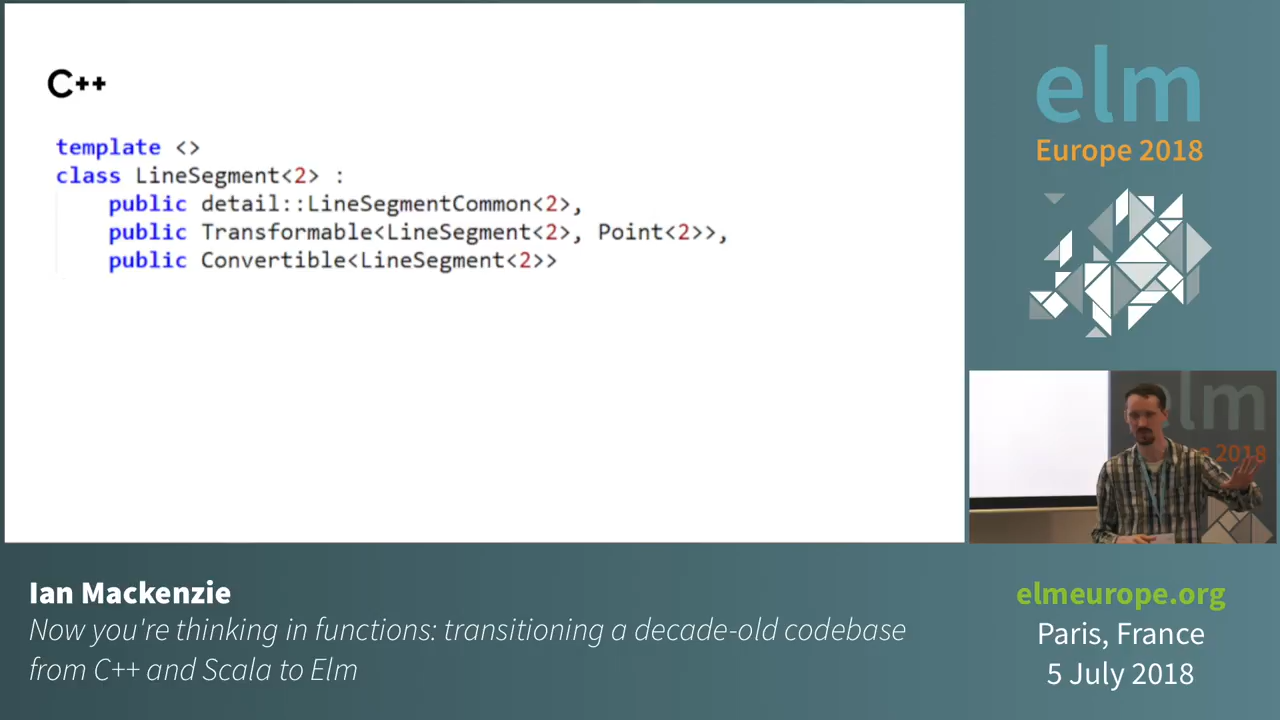 C++
template <>
class LineSegment<2> :
public detail::LineSegmentCommon<2>,
public Transformable<LineSegment<2>, Point<2>>,
public Convertible<LineSegment<2>>
elm
Europe 2018
elm
2018
Ian Mackenzie
Now you're thinking in functions: transitioning a decade-old codebase
from C++ and Scala to Elm
elmeurope.org
Paris, France
5 July 2018